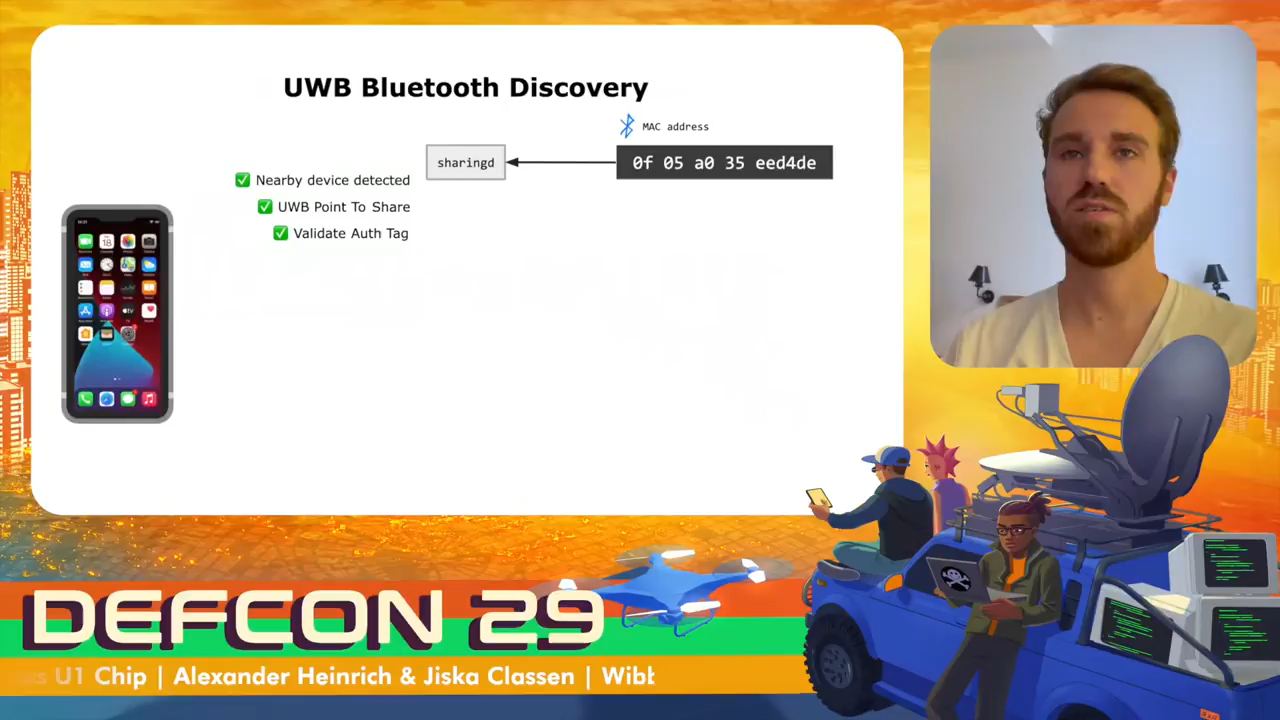 UWB Bluetooth Discovery
MAC address
sharingd
0f 05 a0 35 eed4de
Nearby device detected
UWB Point To Share
Validate Auth Tag
DEFCON 29
U1 Chip | Alexander Heinrich & Jiska Classen | Wibb